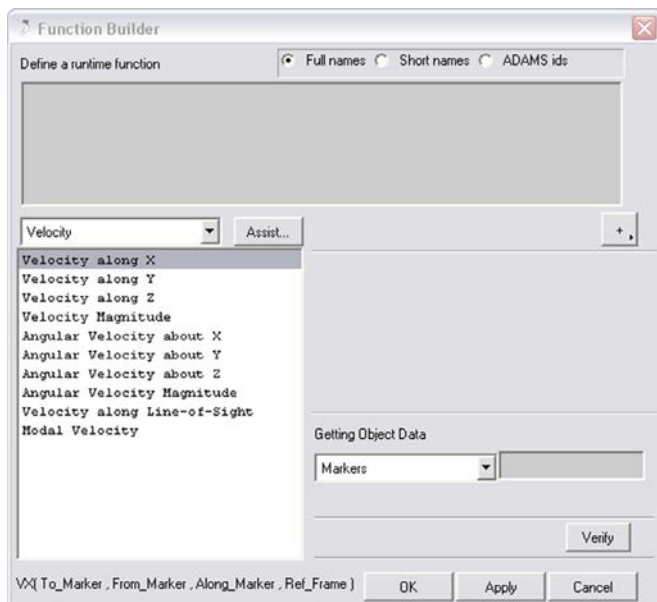 Function Builder
Define a runtime function
Full names Short names ADAMS ids
Velocity Assist... +
Velocity along X
Velocity along Y
Velocity along Z
Velocity Magnitude
Angular Velocity about X
Angular Velocity about Y
Angular Velocity about Z
Angular Velocity Magnitude
Velocity along Line-of-Sight
Modal Velocity
Getting Object Data
Markers
Verify
VX( To_Marker , From_Marker , Along_Marker , Ref_Frame )
OK Apply Cancel